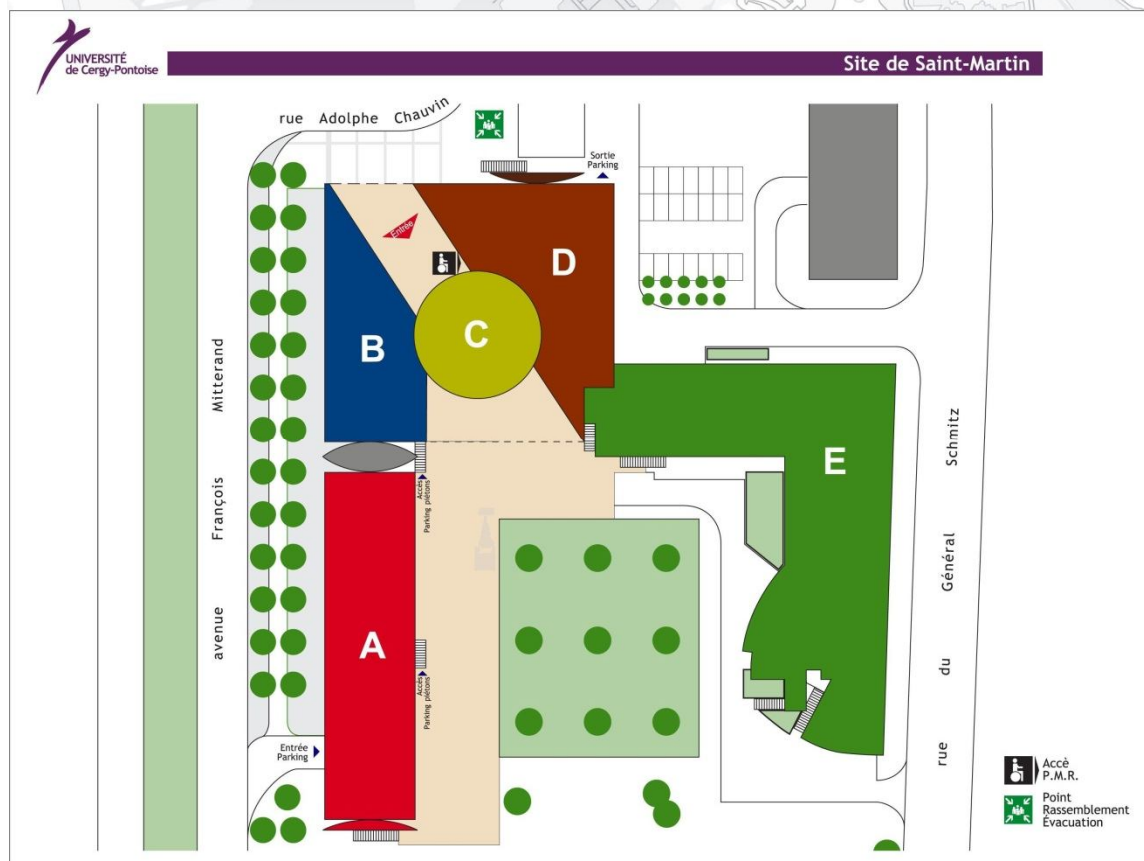 UNIVERSITÉ
de Cergy-Pontoise
Site de Saint-Martin
rue Adolphe Chauvin
Sortie
Parking
Entrée
D
C
B
E
A
Accès
Parking piétons
Accès
Parking piétons
Entrée
Parking
avenue François Mitterand
rue du Général Schmitz
Accè
P.M.R.
Point
Rassemblement
Évacuation